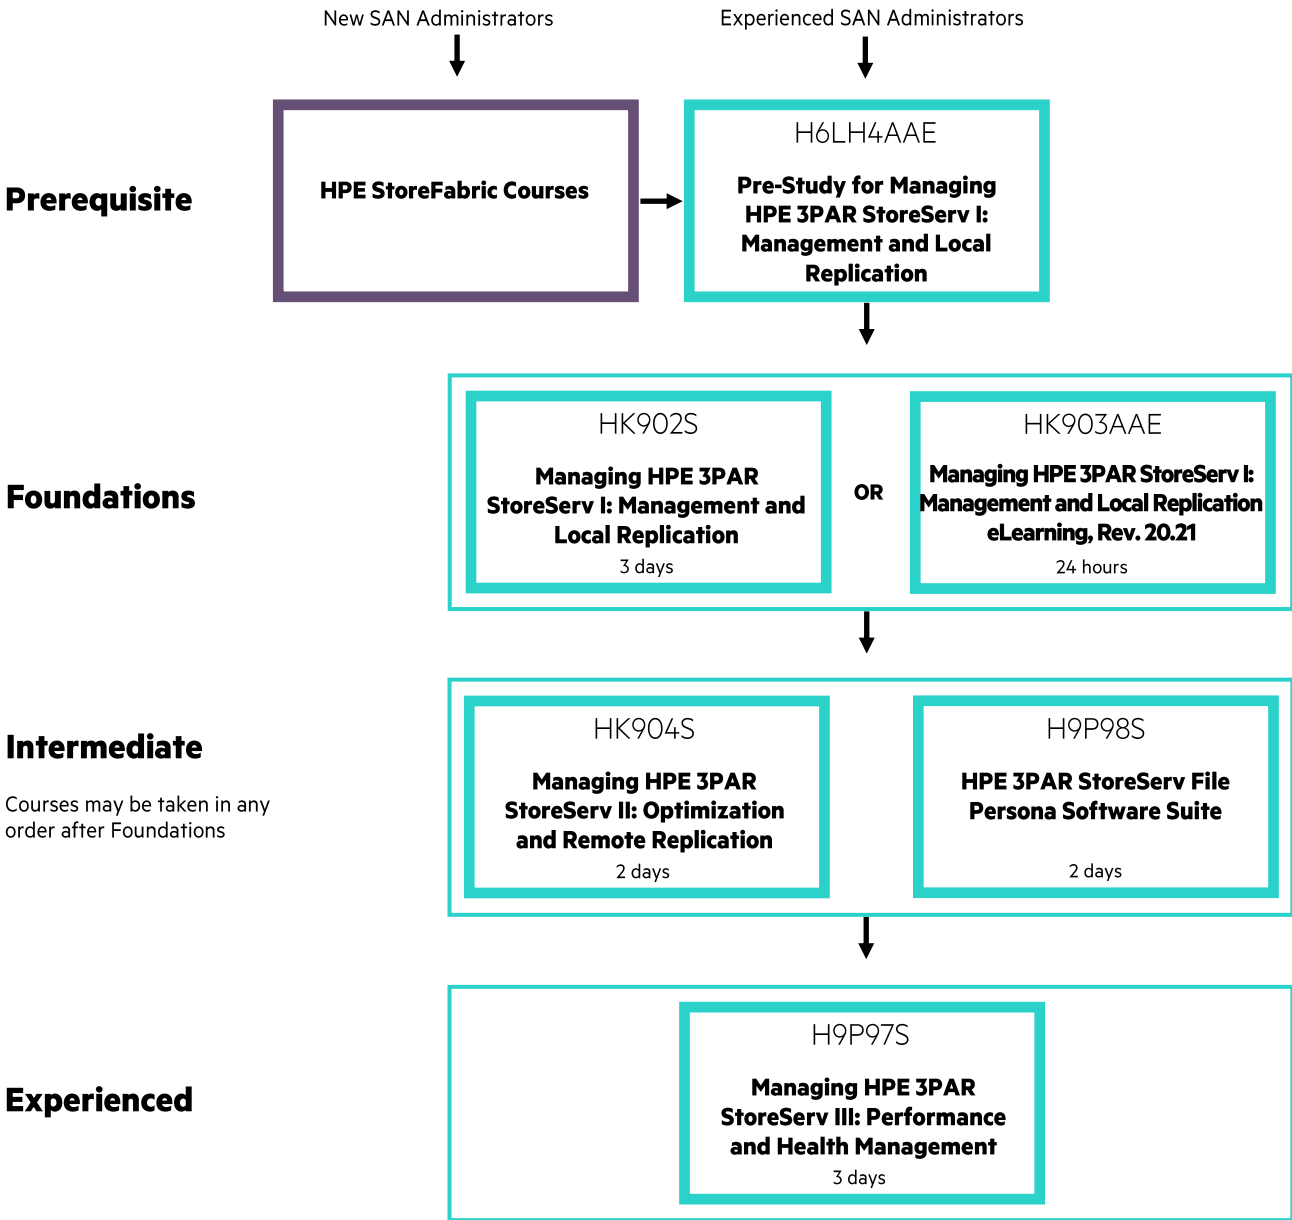 New SAN Administrators
Experienced SAN Administrators
Prerequisite
HPE StoreFabric Courses
H6LH4AAE
Pre-Study for Managing
HPE 3PAR StoreServ I:
Management and Local
Replication
Foundations
HK902S
Managing HPE 3PAR
StoreServ I: Management and
Local Replication
3 days
OR
HK903AAE
Managing HPE 3PAR StoreServ I:
Management and Local Replication
eLearning, Rev. 20.21
24 hours
Intermediate
Courses may be taken in any
order after Foundations
HK904S
Managing HPE 3PAR
StoreServ II: Optimization
and Remote Replication
2 days
H9P98S
HPE 3PAR StoreServ File
Persona Software Suite
2 days
Experienced
H9P97S
Managing HPE 3PAR
StoreServ III: Performance
and Health Management
3 days